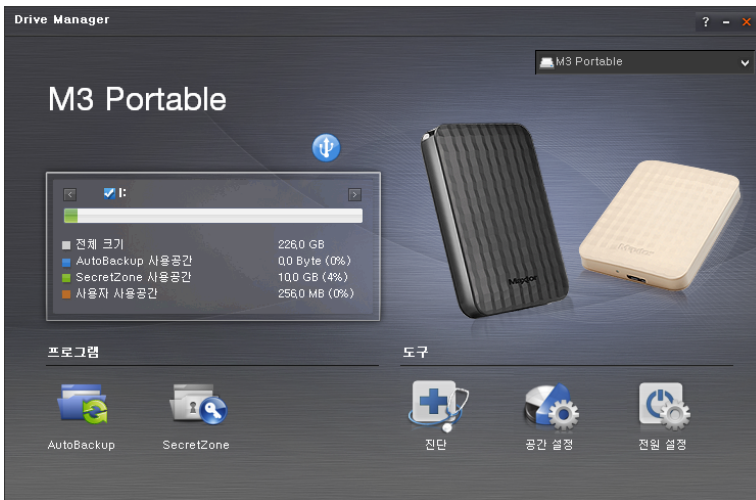 Drive Manager
? - ×
M3 Portable
M3 Portable
I:
전체 크기 226,0 GB
AutoBackup 사용공간 0,0 Byte (0%)
SecretZone 사용공간 10,0 GB (4%)
사용자 사용공간 256,0 MB (0%)
Maxtor
Maxtor
프로그램
도구
AutoBackup
SecretZone
진단
공간 설정
전원 설정